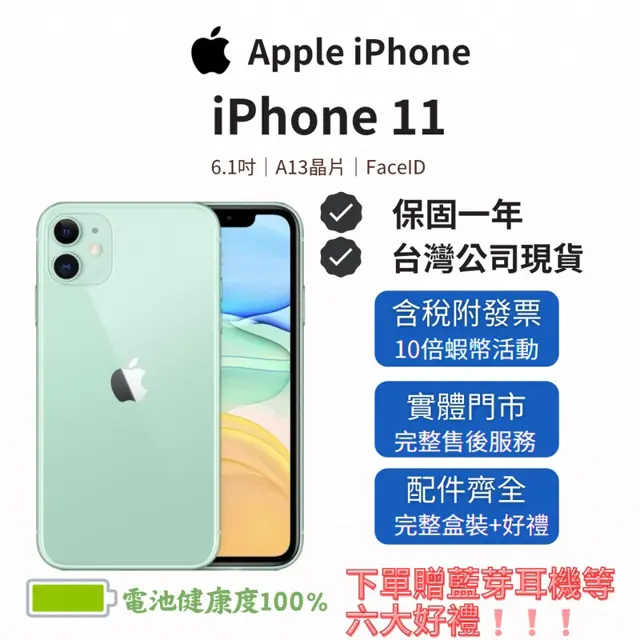 Apple iPhone
iPhone 11
6.1吋｜A13晶片｜FaceID
保固一年
台灣公司現貨
含稅附發票
10倍蝦幣活動
實體門市
完整售後服務
配件齊全
完整盒裝+好禮
電池健康度100%
下單贈藍芽耳機等
六大好禮❗❗❗